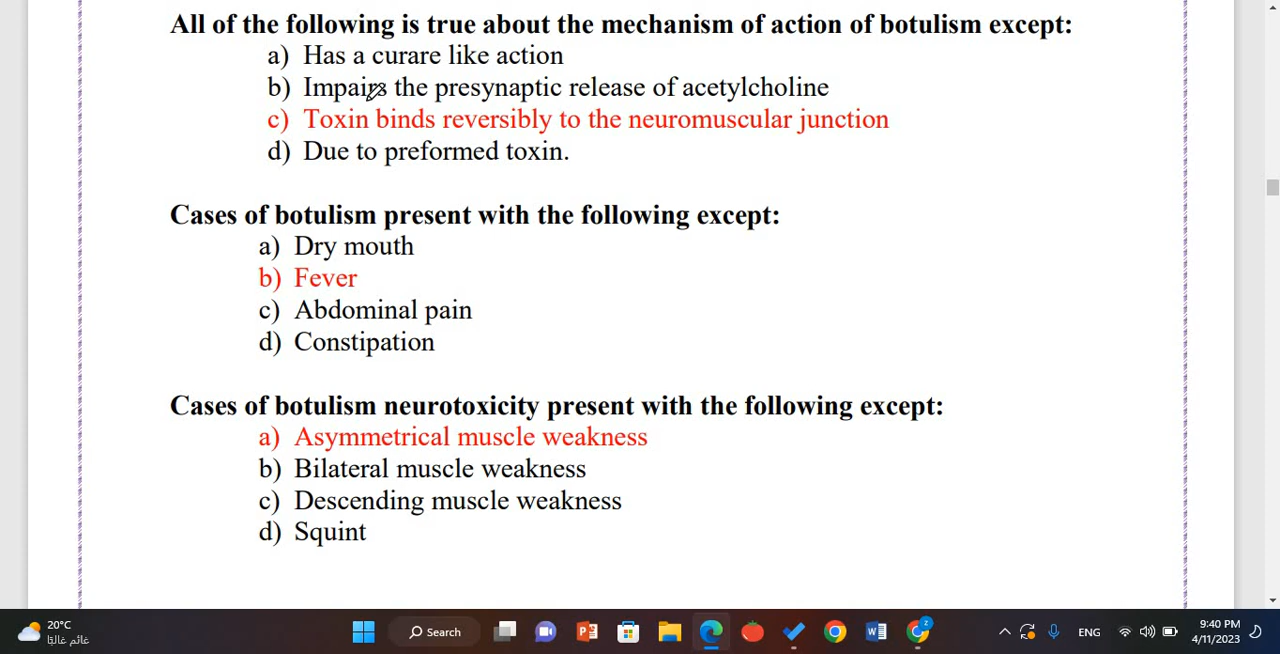 All of the following is true about the mechanism of action of botulism except:
a) Has a curare like action
b) Impairs the presynaptic release of acetylcholine
c) Toxin binds reversibly to the neuromuscular junction
d) Due to preformed toxin.
Cases of botulism present with the following except:
a) Dry mouth
b) Fever
c) Abdominal pain
d) Constipation
Cases of botulism neurotoxicity present with the following except:
a) Asymmetrical muscle weakness
b) Bilateral muscle weakness
c) Descending muscle weakness
d) Squint
20°C
غائم غالبًا
Search
ENG
9:40 PM
4/11/2023